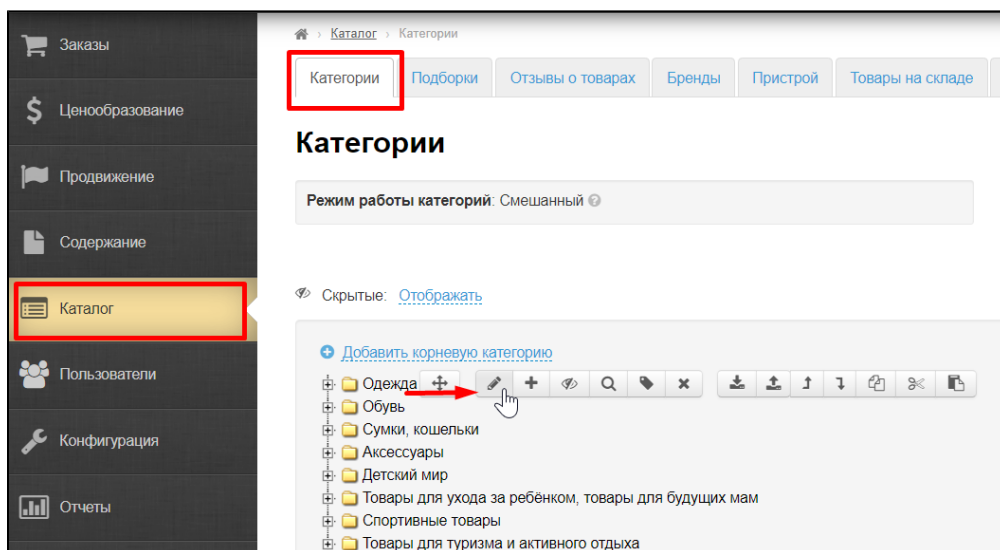 Заказы
Ценообразование
Продвижение
Содержание
Каталог
Пользователи
Конфигурация
Отчеты
Каталог Категории
Категории Подборки Отзывы о товарах Бренды Пристрой Товары на складе
Категории
Режим работы категорий: Смешанный
Скрытые: Отображать
Добавить корневую категорию
Одежда
Обувь
Сумки, кошельки
Аксессуары
Детский мир
Товары для ухода за ребёнком, товары для будущих мам
Спортивные товары
Товары для туризма и активного отдыха